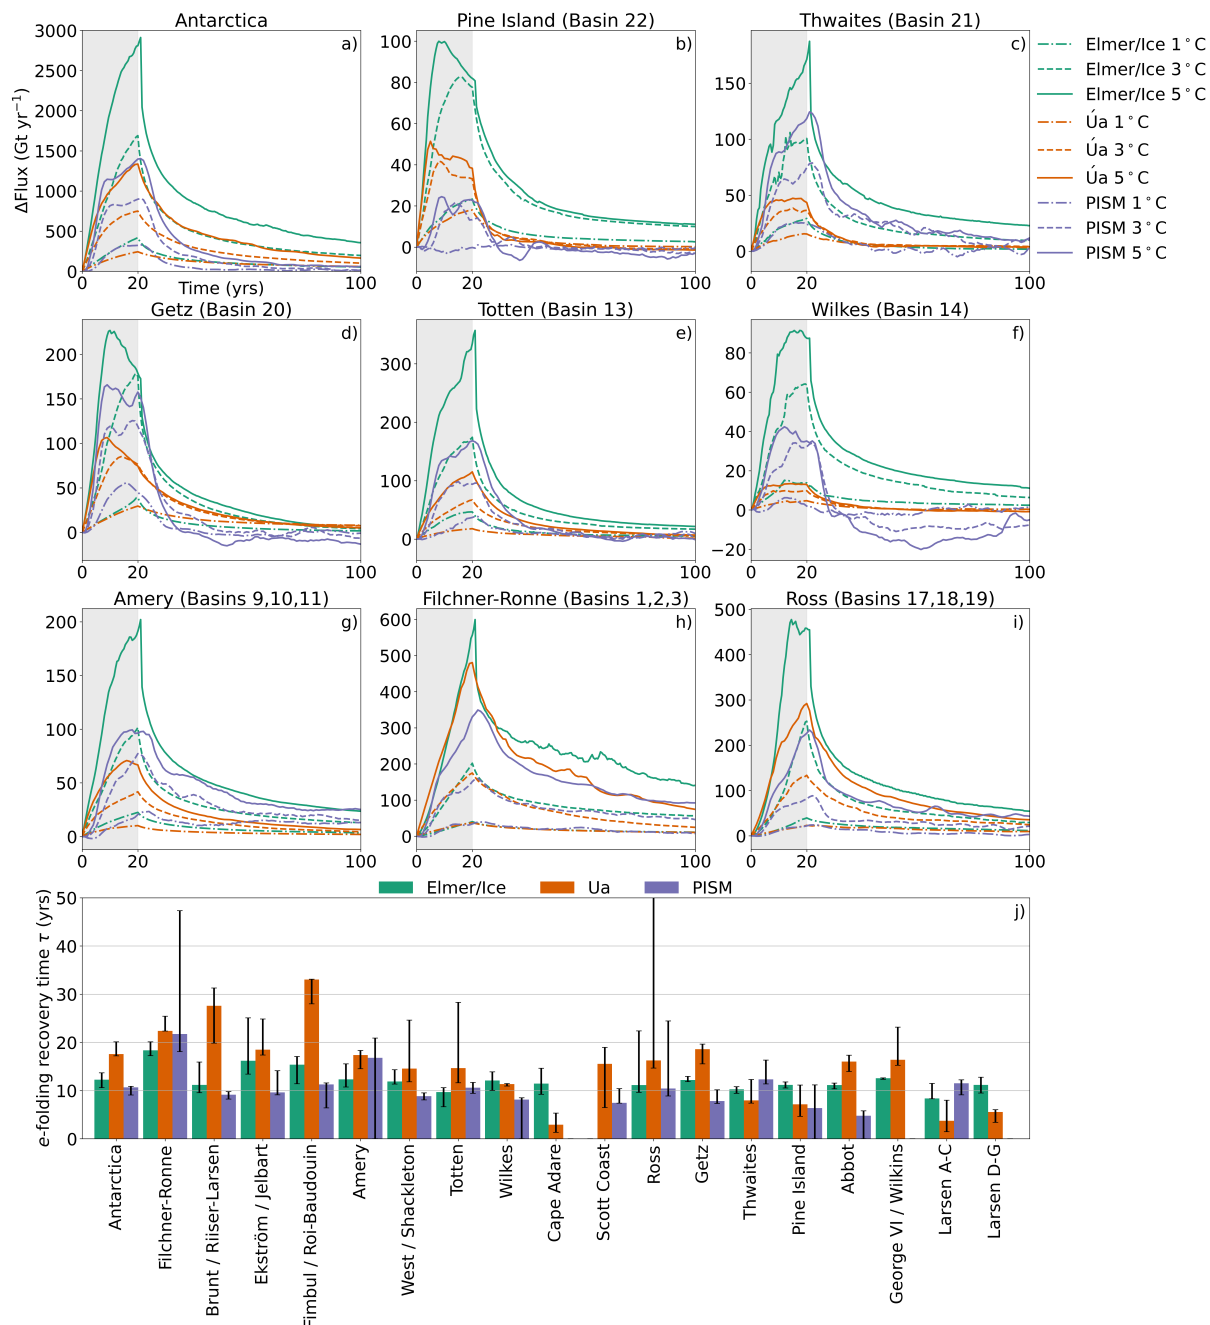 Antarctica
Pine Island (Basin 22)
Thwaites (Basin 21)
ΔFlux (Gt yr⁻¹)
3000
2500
2000
1500
1000
500
0
a)
0
20
100
Time (yrs)
100
80
60
40
20
0
b)
0
20
100
150
100
50
0
c)
0
20
100
Elmer/Ice 1°C
Elmer/Ice 3°C
Elmer/Ice 5°C
Úa 1°C
Úa 3°C
Úa 5°C
PISM 1°C
PISM 3°C
PISM 5°C
Getz (Basin 20)
Totten (Basin 13)
Wilkes (Basin 14)
200
150
100
50
0
d)
0
20
100
300
200
100
0
e)
0
20
100
80
60
40
20
0
−20
f)
0
20
100
Amery (Basins 9,10,11)
Filchner-Ronne (Basins 1,2,3)
Ross (Basins 17,18,19)
200
150
100
50
0
g)
0
20
100
600
500
400
300
200
100
0
h)
0
20
100
500
400
300
200
100
0
i)
0
20
100
Elmer/Ice
Ua
PISM
e-folding recovery time τ (yrs)
50
40
30
20
10
0
j)
Antarctica
Filchner-Ronne
Brunt / Riiser-Larsen
Ekström / Jelbart
Fimbul / Roi-Baudouin
Amery
West / Shackleton
Totten
Wilkes
Cape Adare
Scott Coast
Ross
Getz
Thwaites
Pine Island
Abbot
George VI / Wilkins
Larsen A-C
Larsen D-G